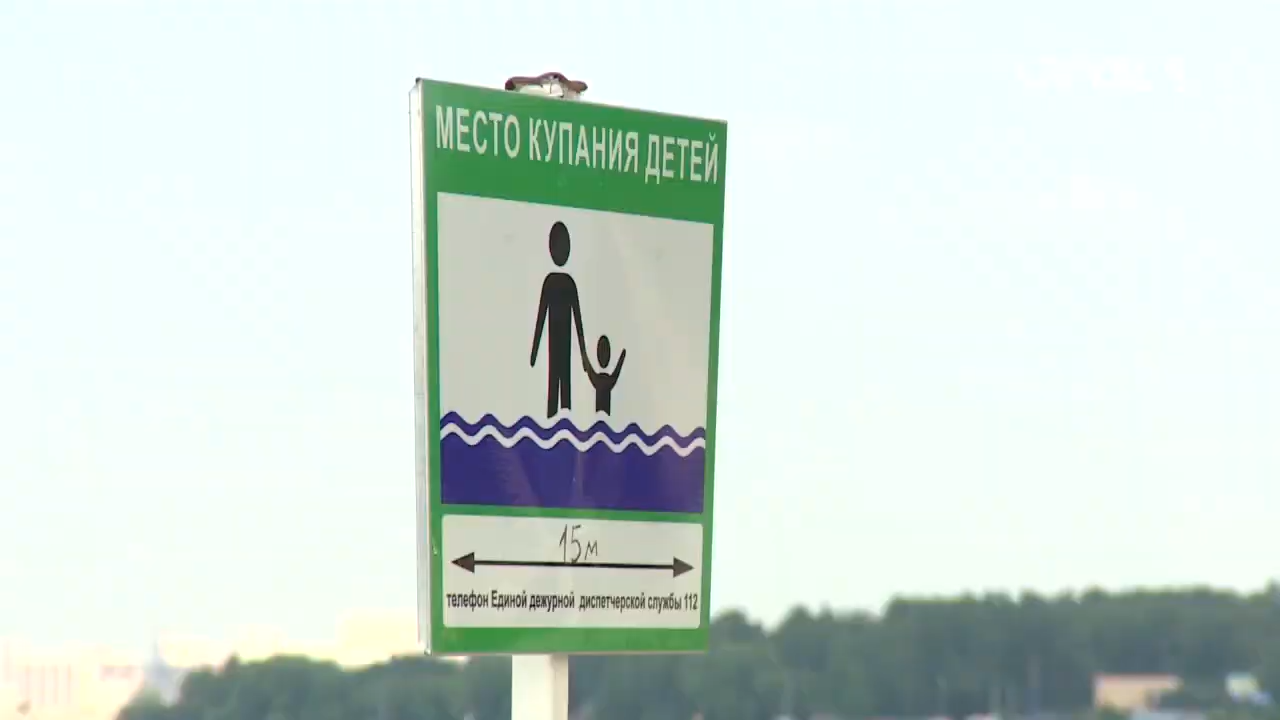 МЕСТО КУПАНИЯ ДЕТЕЙ
15м
телефон Единой дежурной диспетчерской службы 112